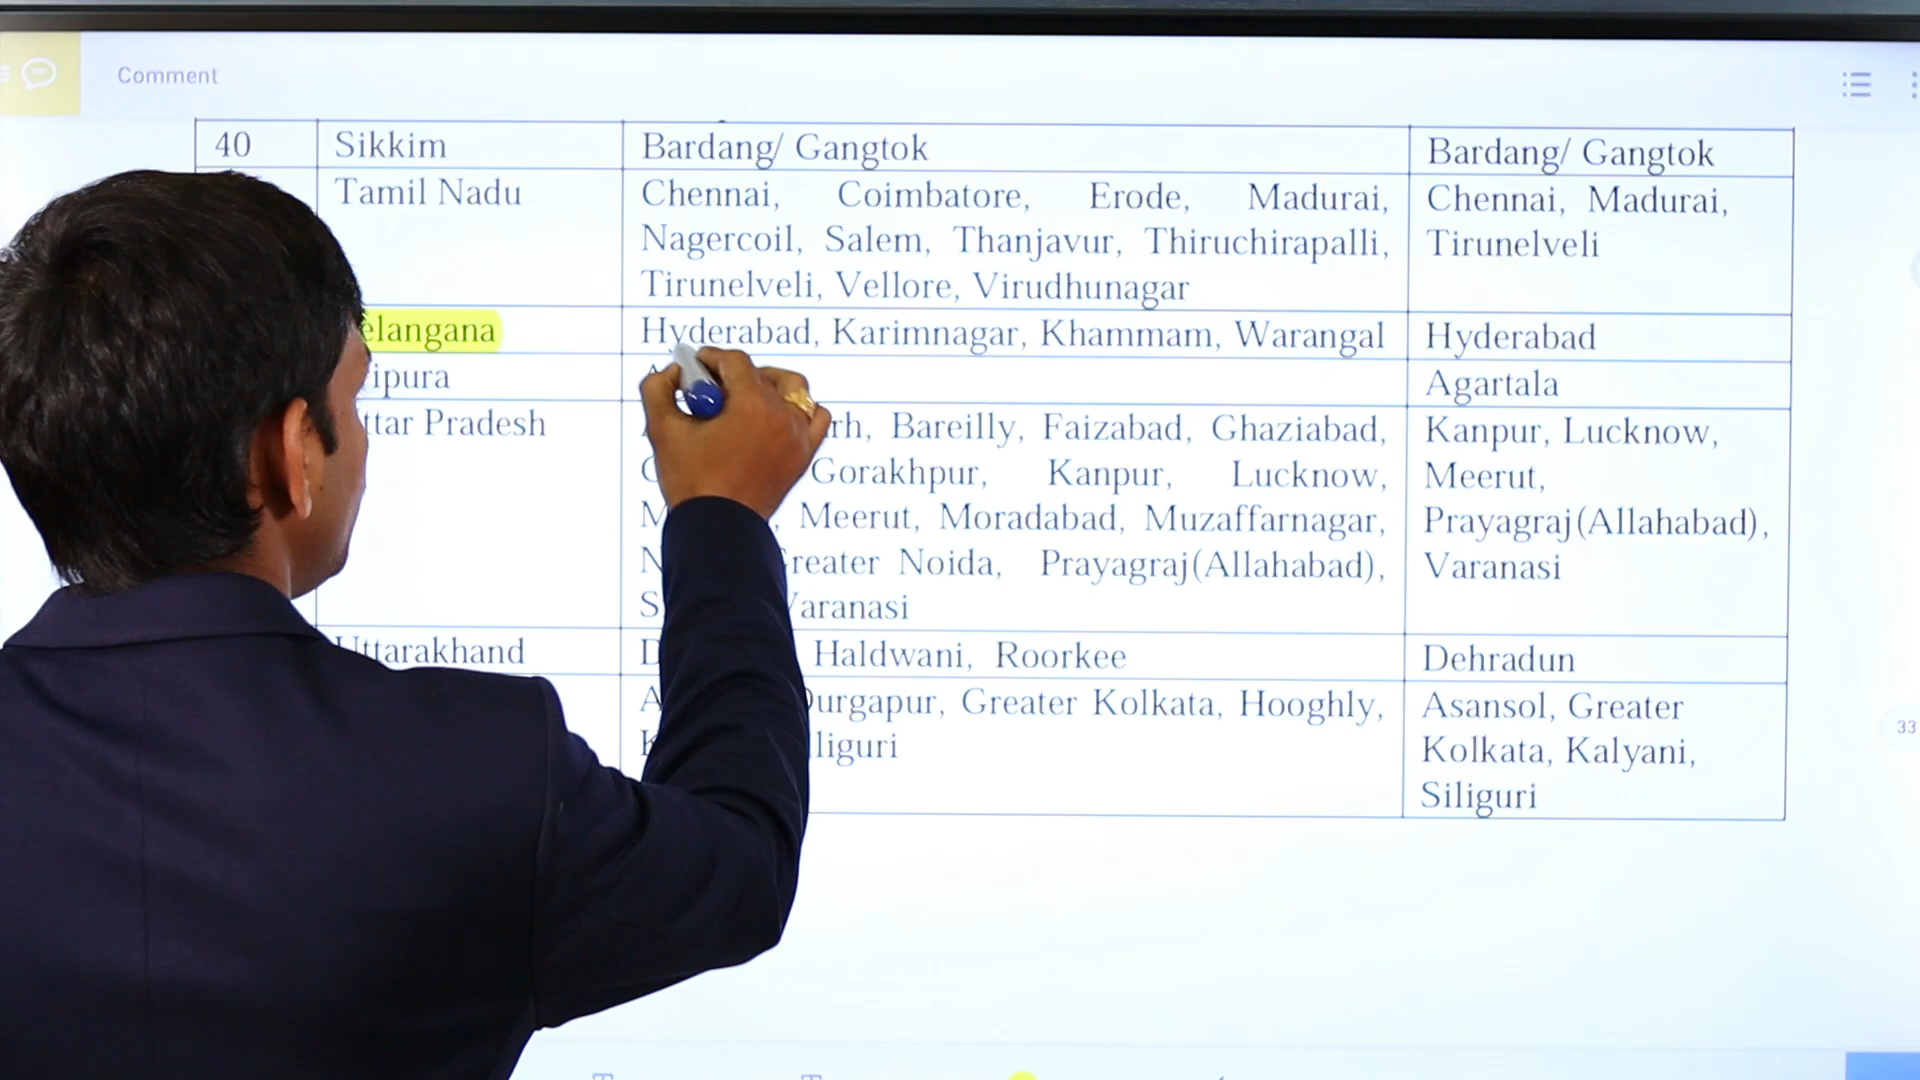 Comment
40 Sikkim Bardang/ Gangtok Bardang/ Gangtok
Tamil Nadu Chennai, Coimbatore, Erode, Madurai, Chennai, Madurai,
Nagercoil, Salem, Thanjavur, Thiruchirapalli, Tirunelveli
Tirunelveli, Vellore, Virudhunagar
elangana Hyderabad, Karimnagar, Khammam, Warangal Hyderabad
ipura Agartala
ttar Pradesh rh, Bareilly, Faizabad, Ghaziabad, Kanpur, Lucknow,
Gorakhpur, Kanpur, Lucknow, Meerut,
Meerut, Moradabad, Muzaffarnagar, Prayagraj(Allahabad),
reater Noida, Prayagraj(Allahabad), Varanasi
Varanasi
Uttarakhand Haldwani, Roorkee Dehradun
Durgapur, Greater Kolkata, Hooghly, Asansol, Greater
liguri Kolkata, Kalyani,
Siliguri
33